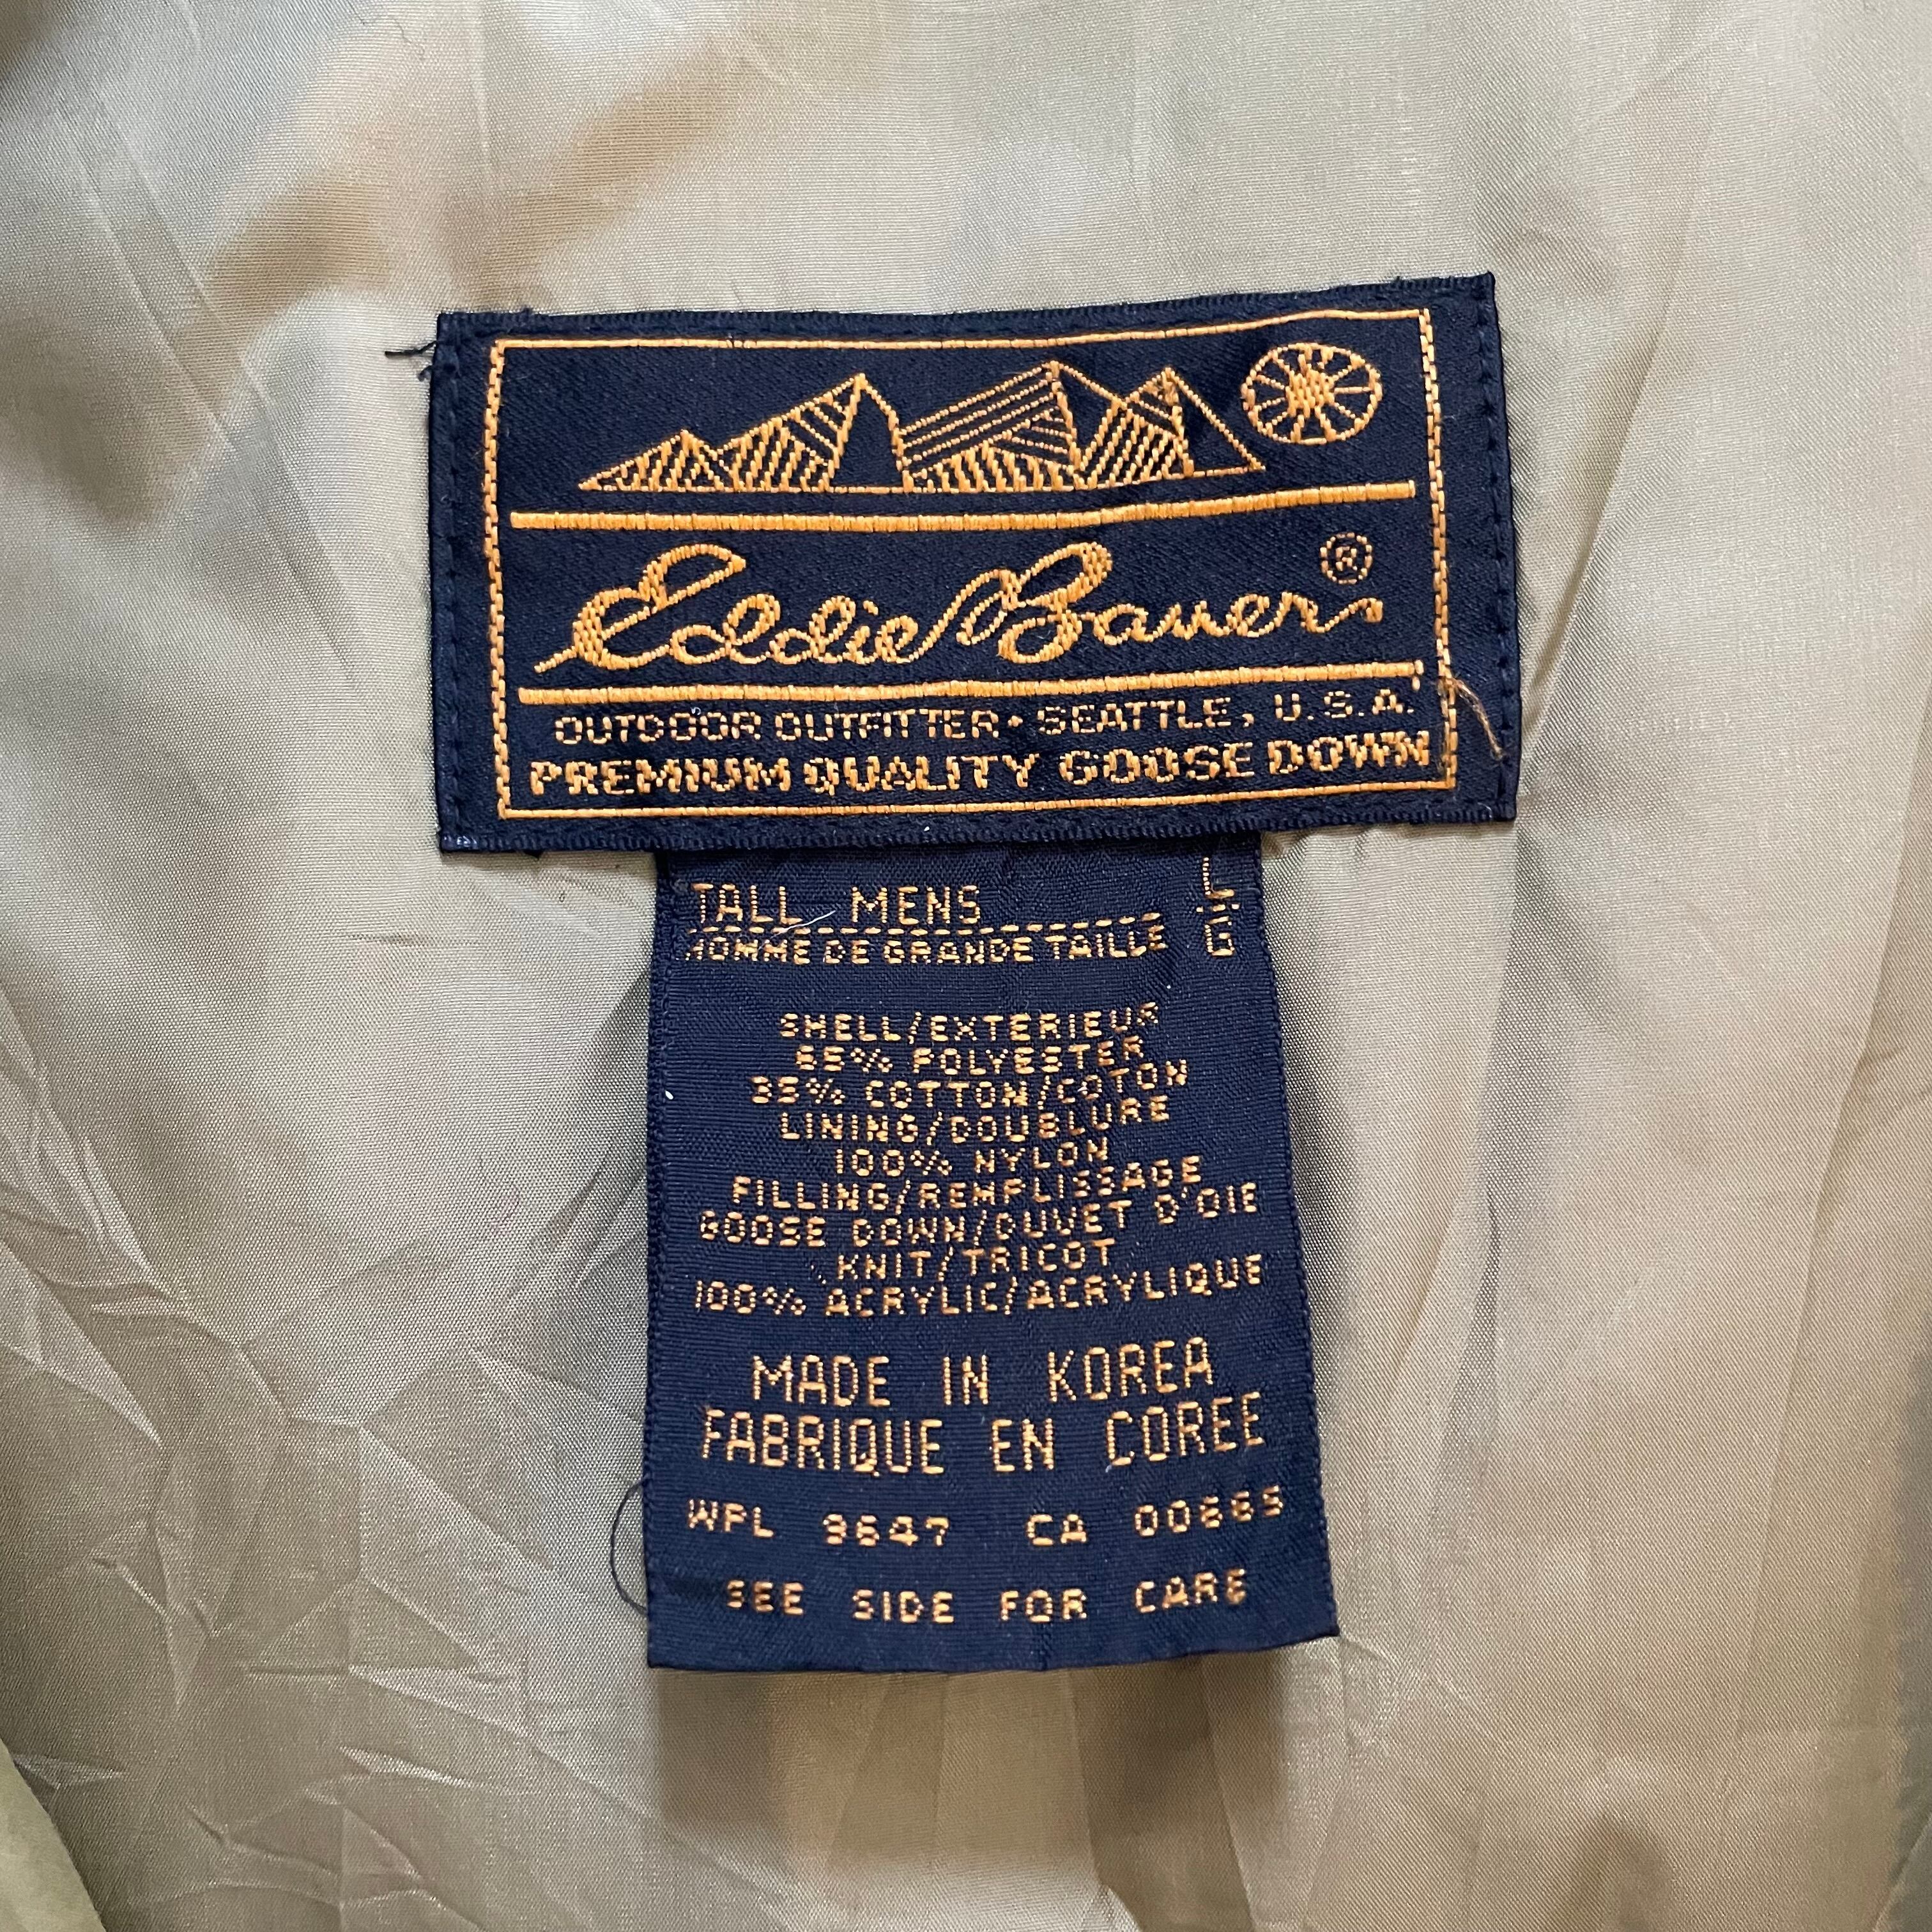 Eddie Bauer ®
OUTDOOR OUTFITTER • SEATTLE, U.S.A.
PREMIUM QUALITY GOOSE DOWN
TALL MENS L
HOMME DE GRANDE TAILLE G
SHELL/EXTERIEUR
65% POLYESTER
35% COTTON/COTON
LINING/DOUBLURE
100% NYLON
FILLING/REMPLISSAGE
GOOSE DOWN/DUVET D'OIE
KNIT/TRICOT
100% ACRYLIC/ACRYLIQUE
MADE IN KOREA
FABRIQUE EN COREE
WPL 9647 CA 00665
SEE SIDE FOR CARE